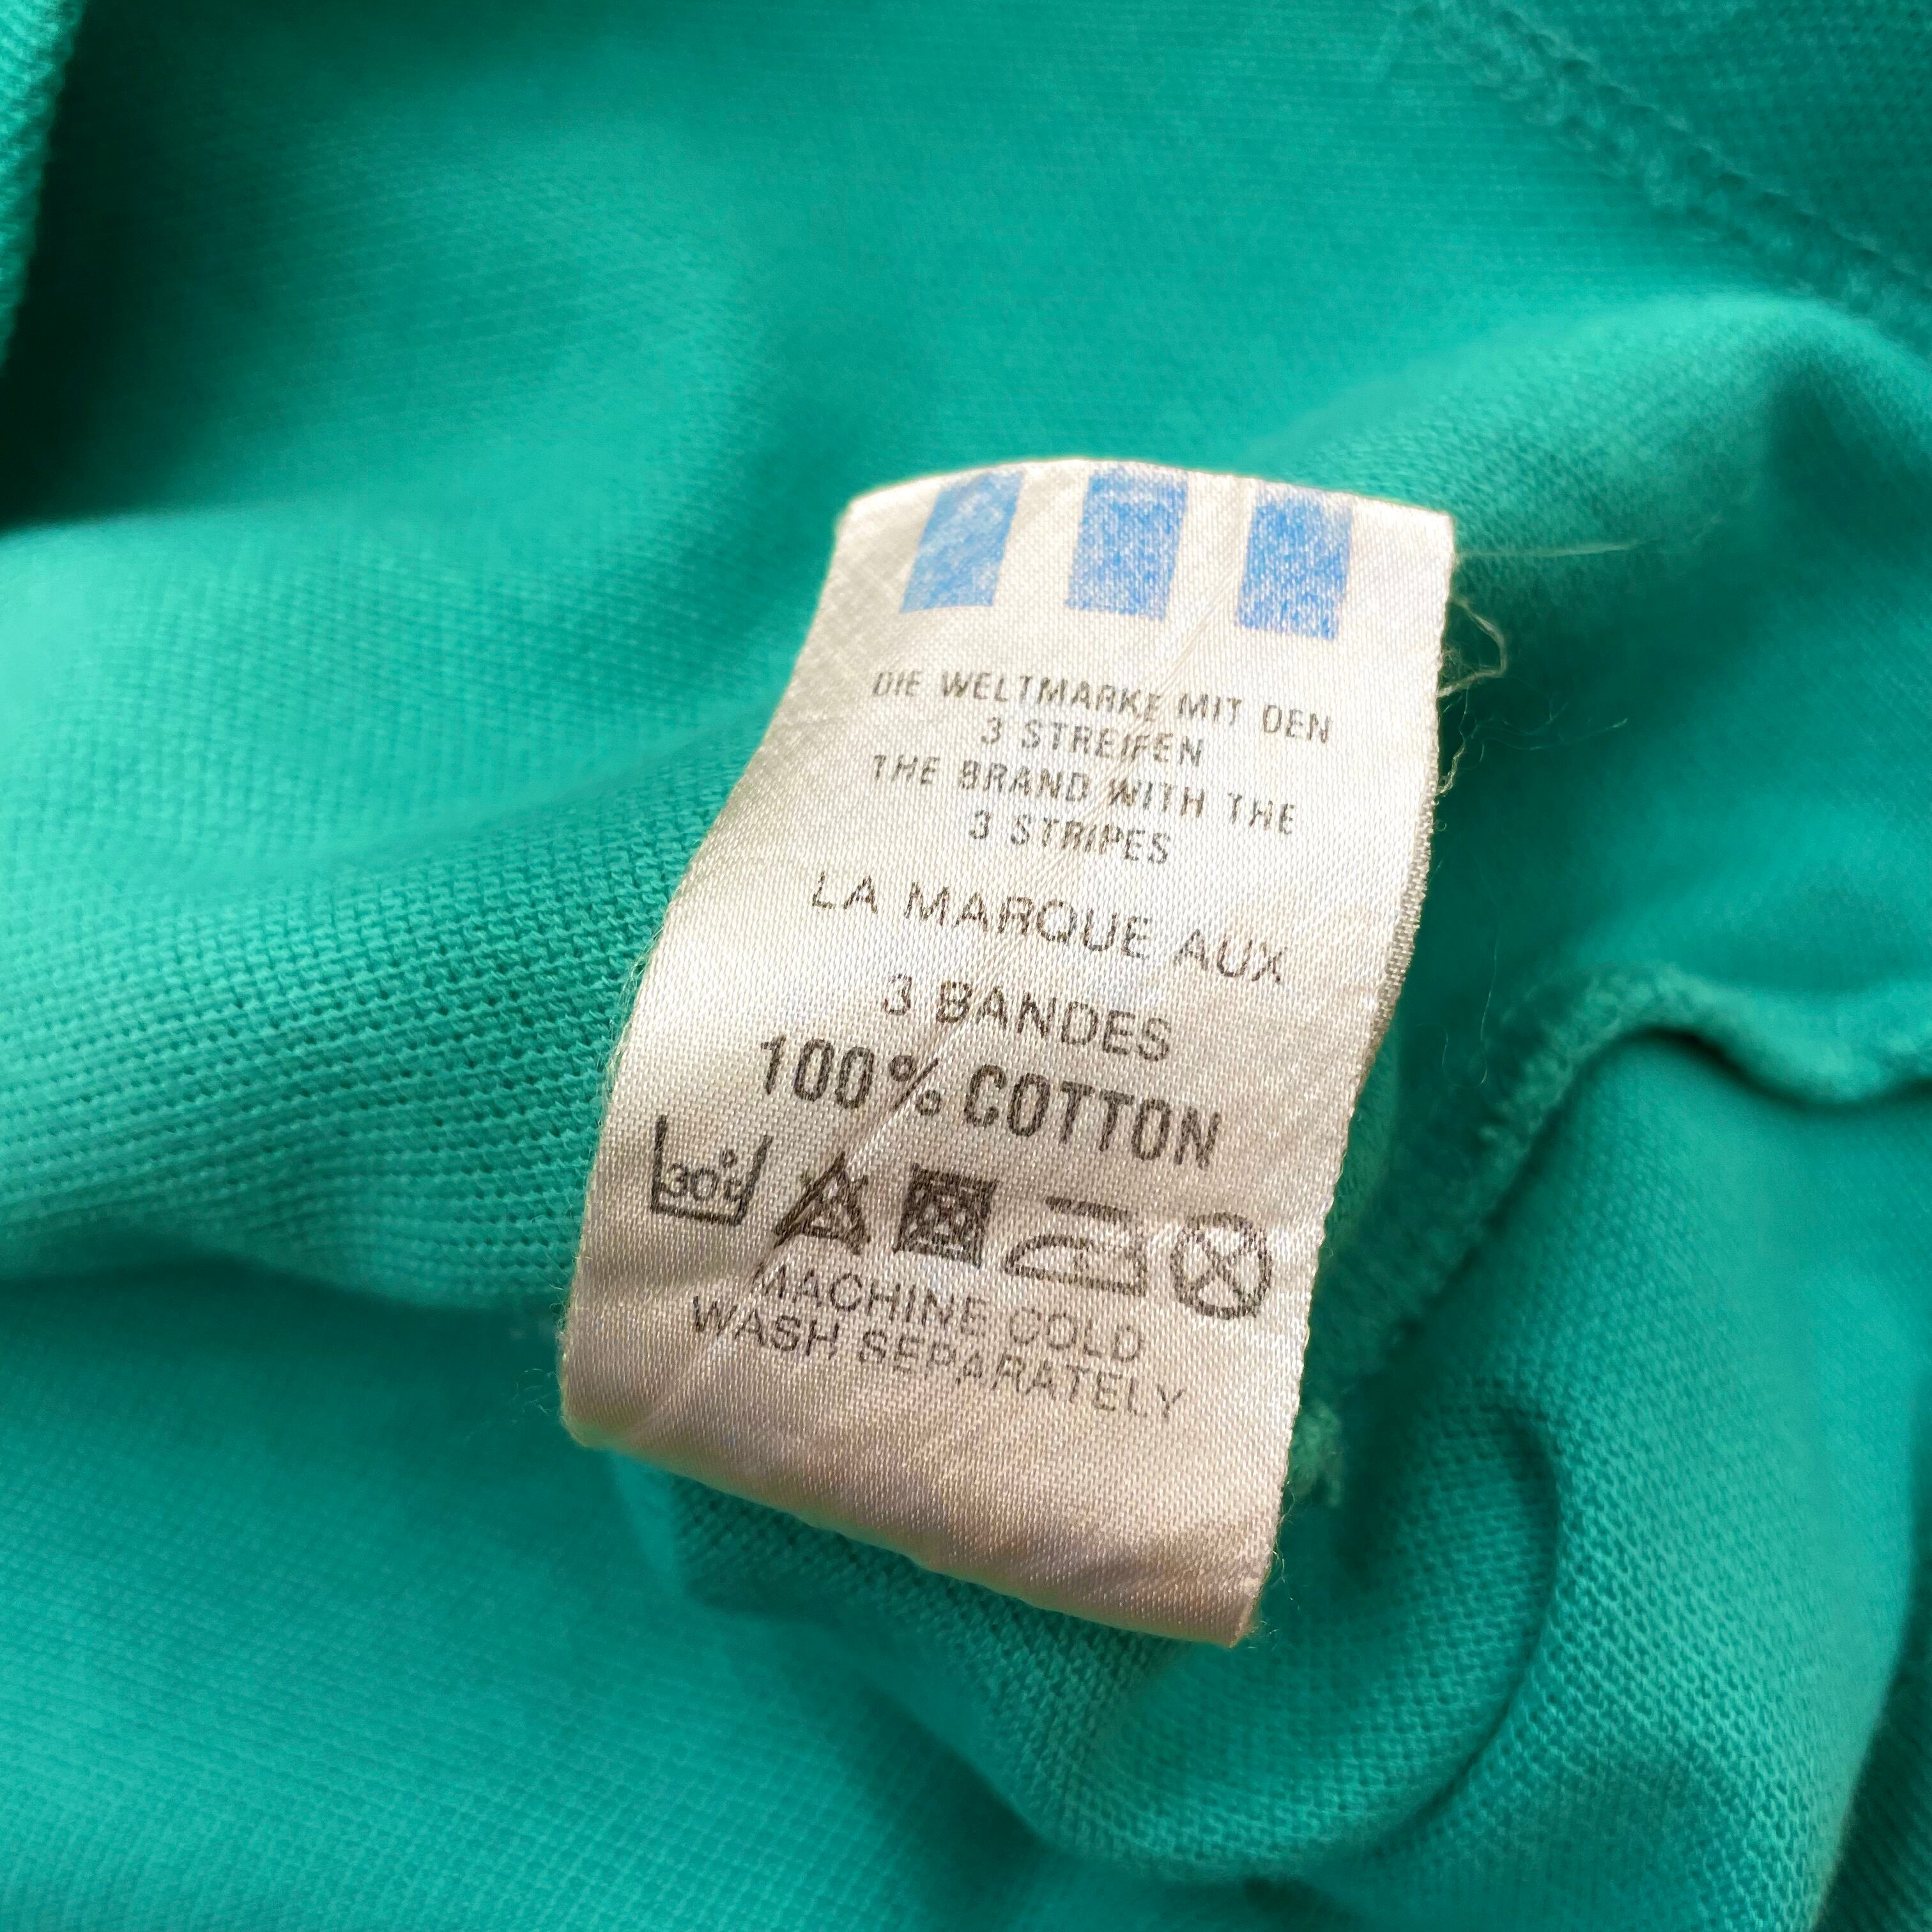 DIE WELTMARKE MIT DEN
3 STREIFEN
THE BRAND WITH THE
3 STRIPES
LA MARQUE AUX
3 BANDES
100% COTTON
30°c
MACHINE COLD
WASH SEPARATELY